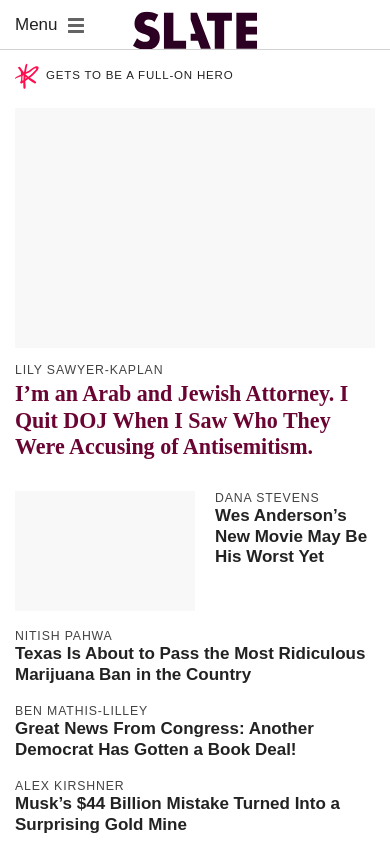 Menu
SLATE
GETS TO BE A FULL-ON HERO
LILY SAWYER-KAPLAN
I’m an Arab and Jewish Attorney. I
Quit DOJ When I Saw Who They
Were Accusing of Antisemitism.
DANA STEVENS
Wes Anderson’s
New Movie May Be
His Worst Yet
NITISH PAHWA
Texas Is About to Pass the Most Ridiculous
Marijuana Ban in the Country
BEN MATHIS-LILLEY
Great News From Congress: Another
Democrat Has Gotten a Book Deal!
ALEX KIRSHNER
Musk’s $44 Billion Mistake Turned Into a
Surprising Gold Mine